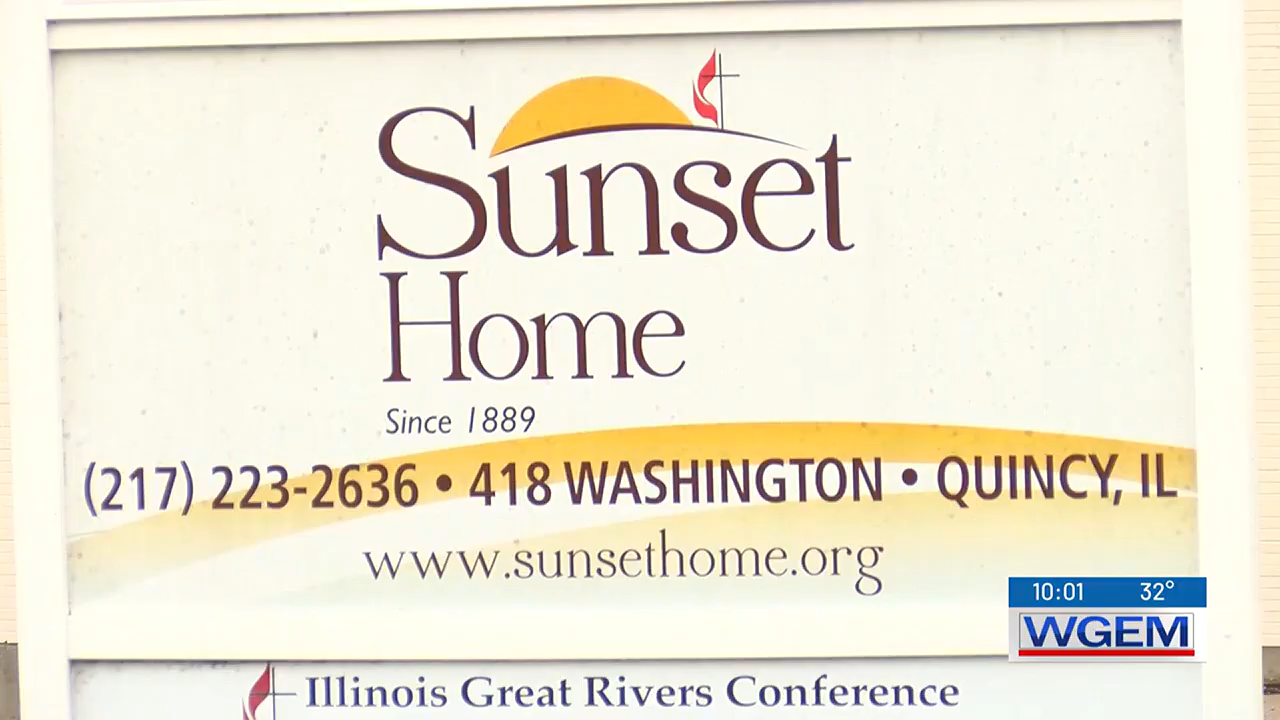 Sunset
Home
Since 1889
(217) 223-2636 • 418 WASHINGTON • QUINCY, IL
www.sunsethome.org
10:01 32°
WGEM
Illinois Great Rivers Conference